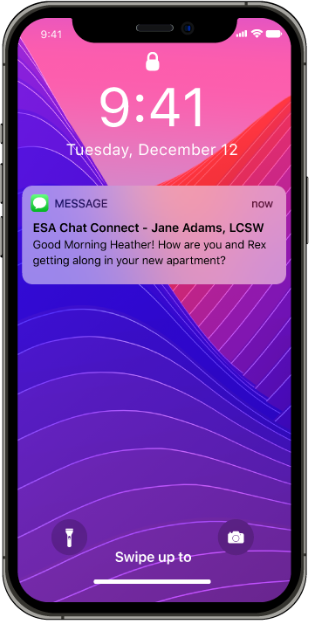 9:41
9:41
Tuesday, December 12
MESSAGE now
ESA Chat Connect - Jane Adams, LCSW
Good Morning Heather! How are you and Rex
getting along in your new apartment?
Swipe up to